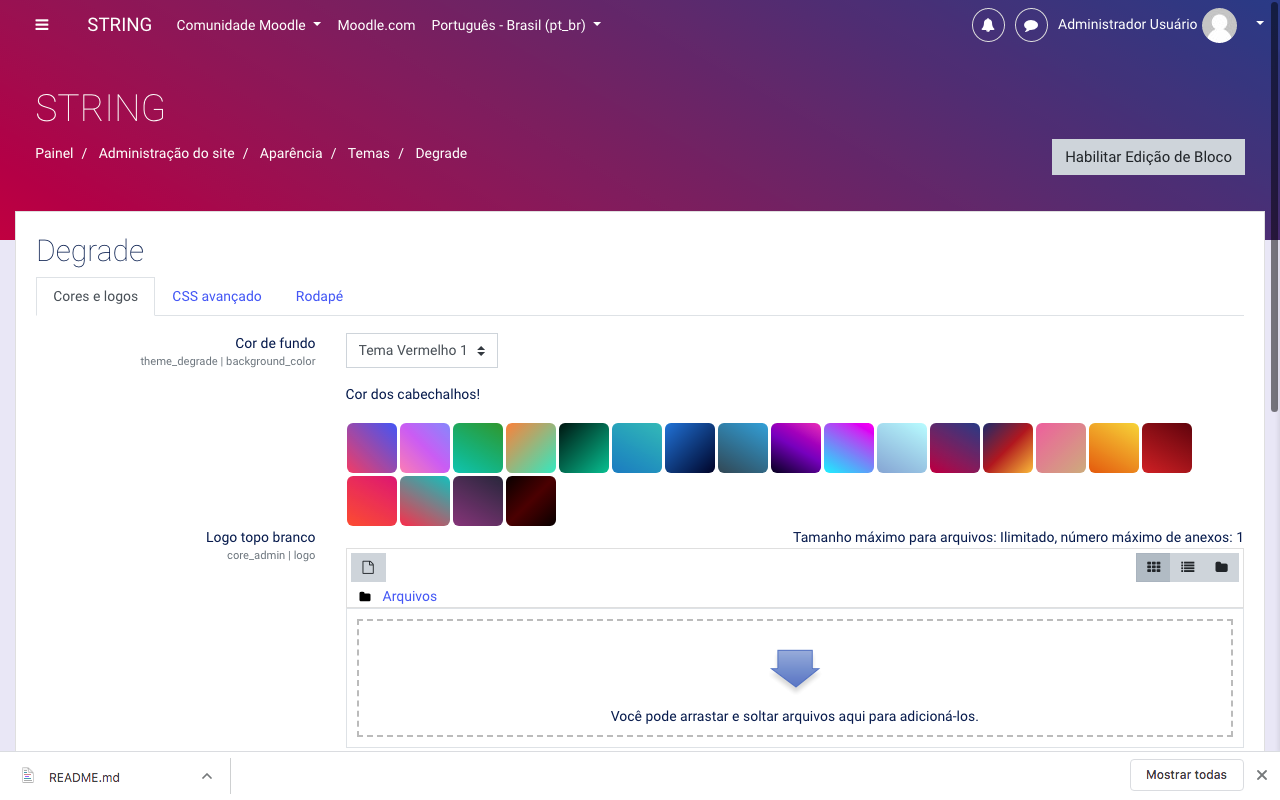 STRING Comunidade Moodle Moodle.com Português - Brasil (pt_br) Administrador Usuário
STRING
Painel / Administração do site / Aparência / Temas / Degrade
Habilitar Edição de Bloco
Degrade
Cores e logos CSS avançado Rodapé
Cor de fundo
theme_degrade | background_color
Tema Vermelho 1
Cor dos cabechalhos!
Logo topo branco
core_admin | logo
Tamanho máximo para arquivos: Ilimitado, número máximo de anexos: 1
Arquivos
Você pode arrastar e soltar arquivos aqui para adicioná-los.
README.md
Mostrar todas